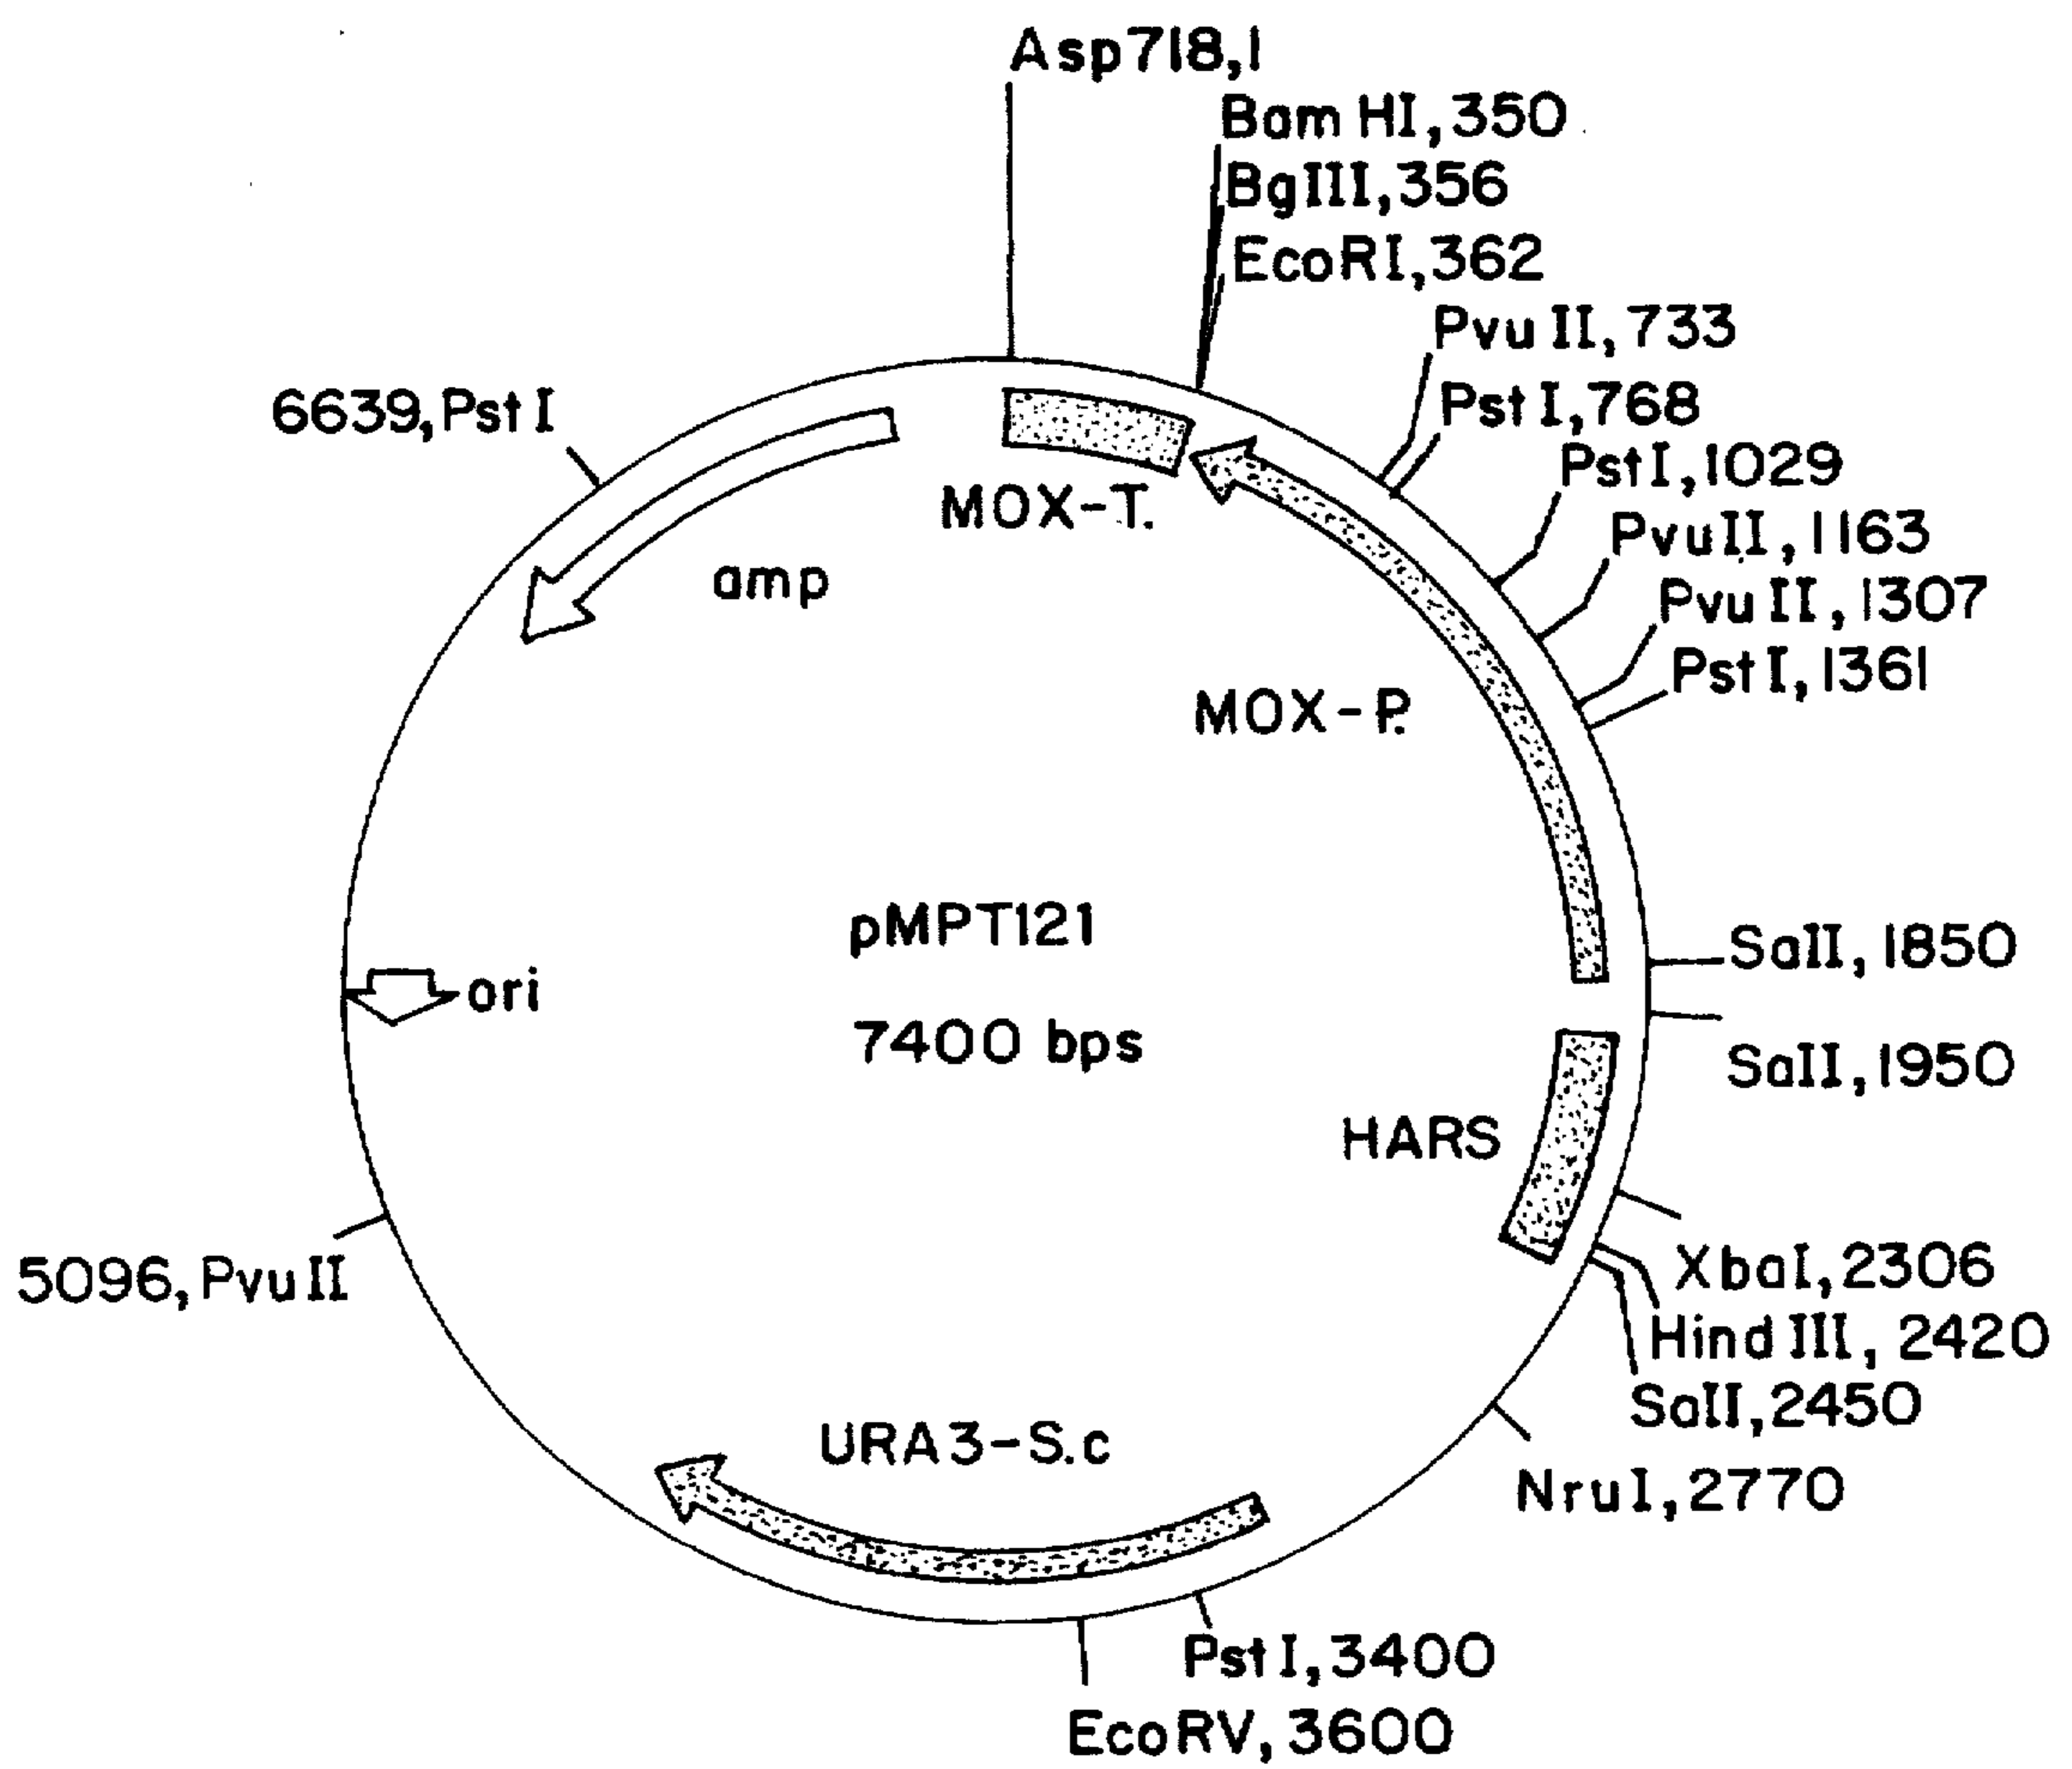 Asp718,1
Bam HI,350
BglII,356
EcoRI,362
Pvu II,733
Pst I,768
6639,Pst I
PstI,1029
MOX-T.
PvuII,1163
amp
PvuII,1307
Pst I,1361
MOX-P.
pMPT121
SalI,1850
ori
7400 bps
SalI,1950
HARS
5096,Pvu II
XbaI,2306
Hind III,2420
SalI,2450
URA3-S.c
NruI,2770
Pst I,3400
EcoRV,3600